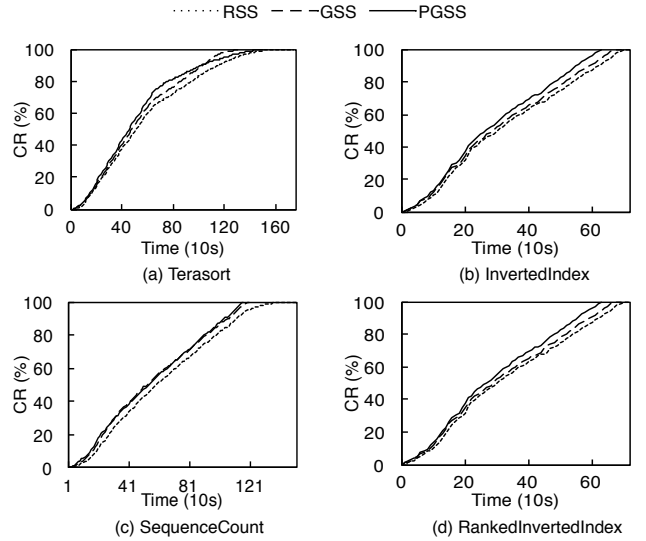 RSS GSS PGSS
100
80
60
40
20
0
CR (%)
0 40 80 120 160
Time (10s)
(a) Terasort
100
80
60
40
20
0
CR (%)
0 20 40 60
Time (10s)
(b) InvertedIndex
100
80
60
40
20
0
CR (%)
1 41 81 121
Time (10s)
(c) SequenceCount
100
80
60
40
20
0
CR (%)
0 20 40 60
Time (10s)
(d) RankedInvertedIndex